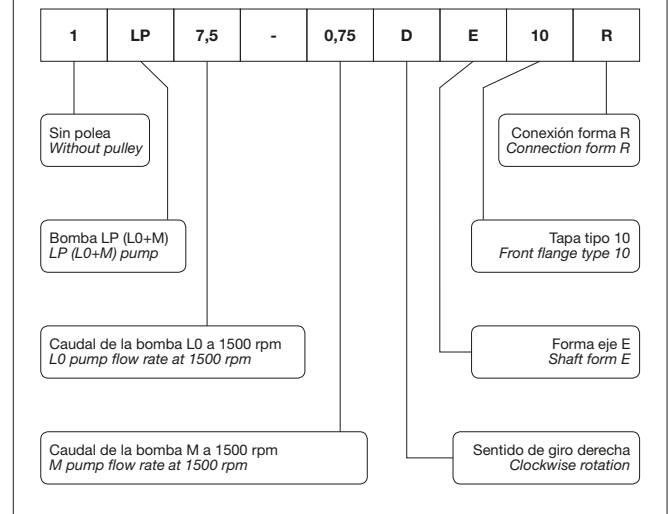 1 LP 7,5 - 0,75 D E 10 R
Sin polea
Without pulley
Conexión forma R
Connection form R
Bomba LP (L0+M)
LP (L0+M) pump
Tapa tipo 10
Front flange type 10
Caudal de la bomba L0 a 1500 rpm
L0 pump flow rate at 1500 rpm
Forma eje E
Shaft form E
Caudal de la bomba M a 1500 rpm
M pump flow rate at 1500 rpm
Sentido de giro derecha
Clockwise rotation